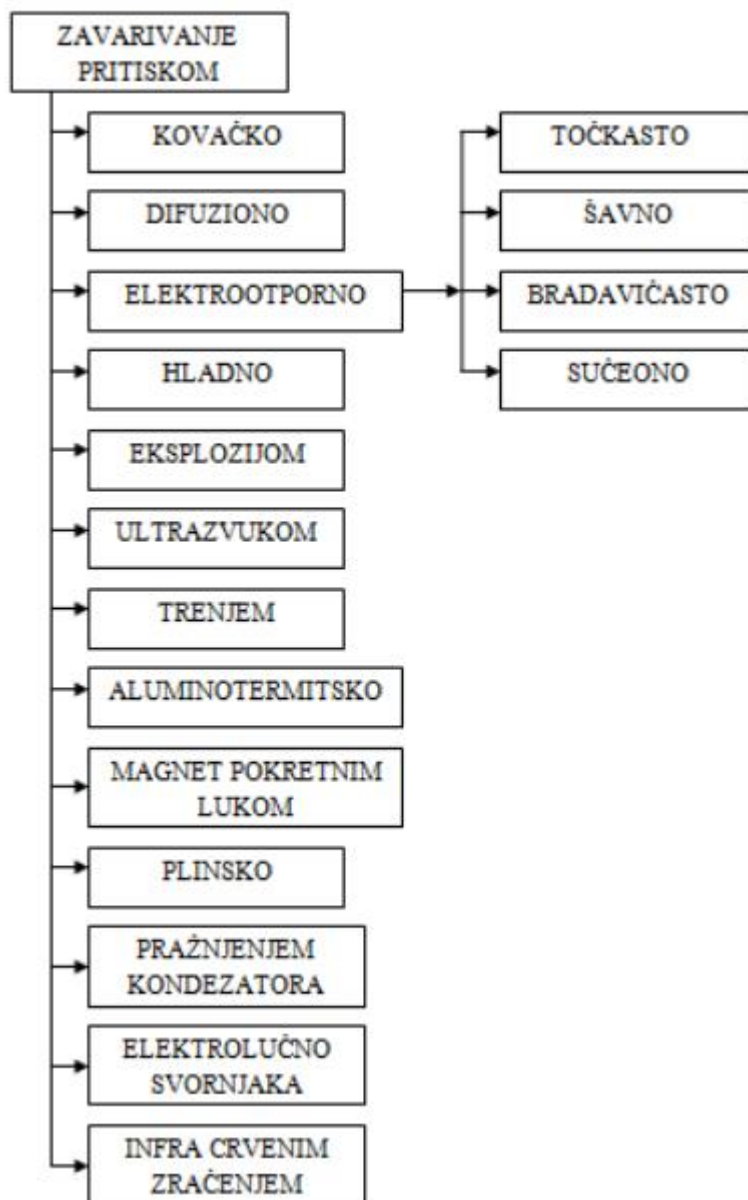 ZAVARIVANJE
PRITISKOM
KOVAČKO
DIFUZIONO
ELEKTROOTPORNO
HLADNO
EKSPLOZIJOM
ULTRAZVUKOM
TRENJEM
ALUMINOTERMITSKO
MAGNET POKRETNIM
LUKOM
PLINSKO
PRAŽNJENJEM
KONDEZATORA
ELEKTROLUČNO
SVORNJAKA
INFRA CRVENIM
ZRAČENJEM
TOČKASTO
ŠAVNO
BRADAVIČASTO
SUČEONO